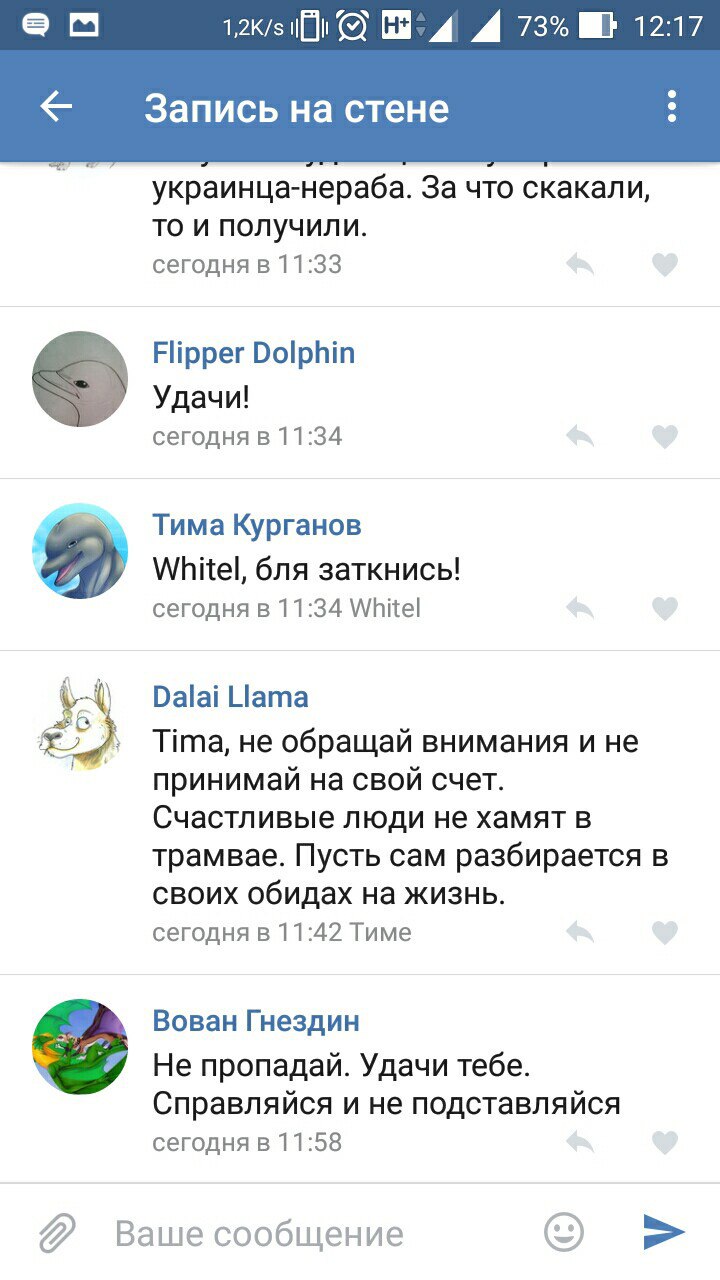 1,2K/s H+ 73% 12:17
Запись на стене
украинца-нераба. За что скакали,
то и получили.
сегодня в 11:33
Flipper Dolphin
Удачи!
сегодня в 11:34
Тима Курганов
Whitel, бля заткнись!
сегодня в 11:34 Whitel
Dalai Llama
Tima, не обращай внимания и не
принимай на свой счет.
Счастливые люди не хамят в
трамвае. Пусть сам разбирается в
своих обидах на жизнь.
сегодня в 11:42 Тиме
Вован Гнездин
Не пропадай. Удачи тебе.
Справляйся и не подставляйся
сегодня в 11:58
Ваше сообщение